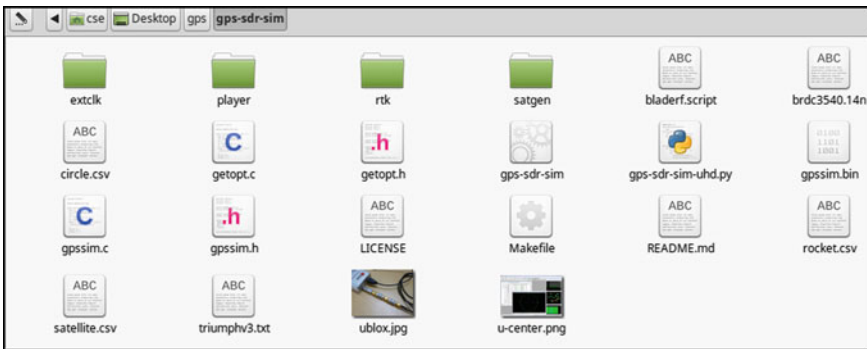 cse Desktop gps gps-sdr-sim
ABC ABC
extclk player rtk satgen bladerf.script brdc3540.14n
ABC C .h 0100 1101 1001
circle.csv getopt.c getopt.h gps-sdr-sim gps-sdr-sim-uhd.py gpssim.bin
C .h ABC ABC ABC
gpssim.c gpssim.h LICENSE Makefile README.md rocket.csv
ABC ABC
satellite.csv triumphv3.txt ublox.jpg u-center.png